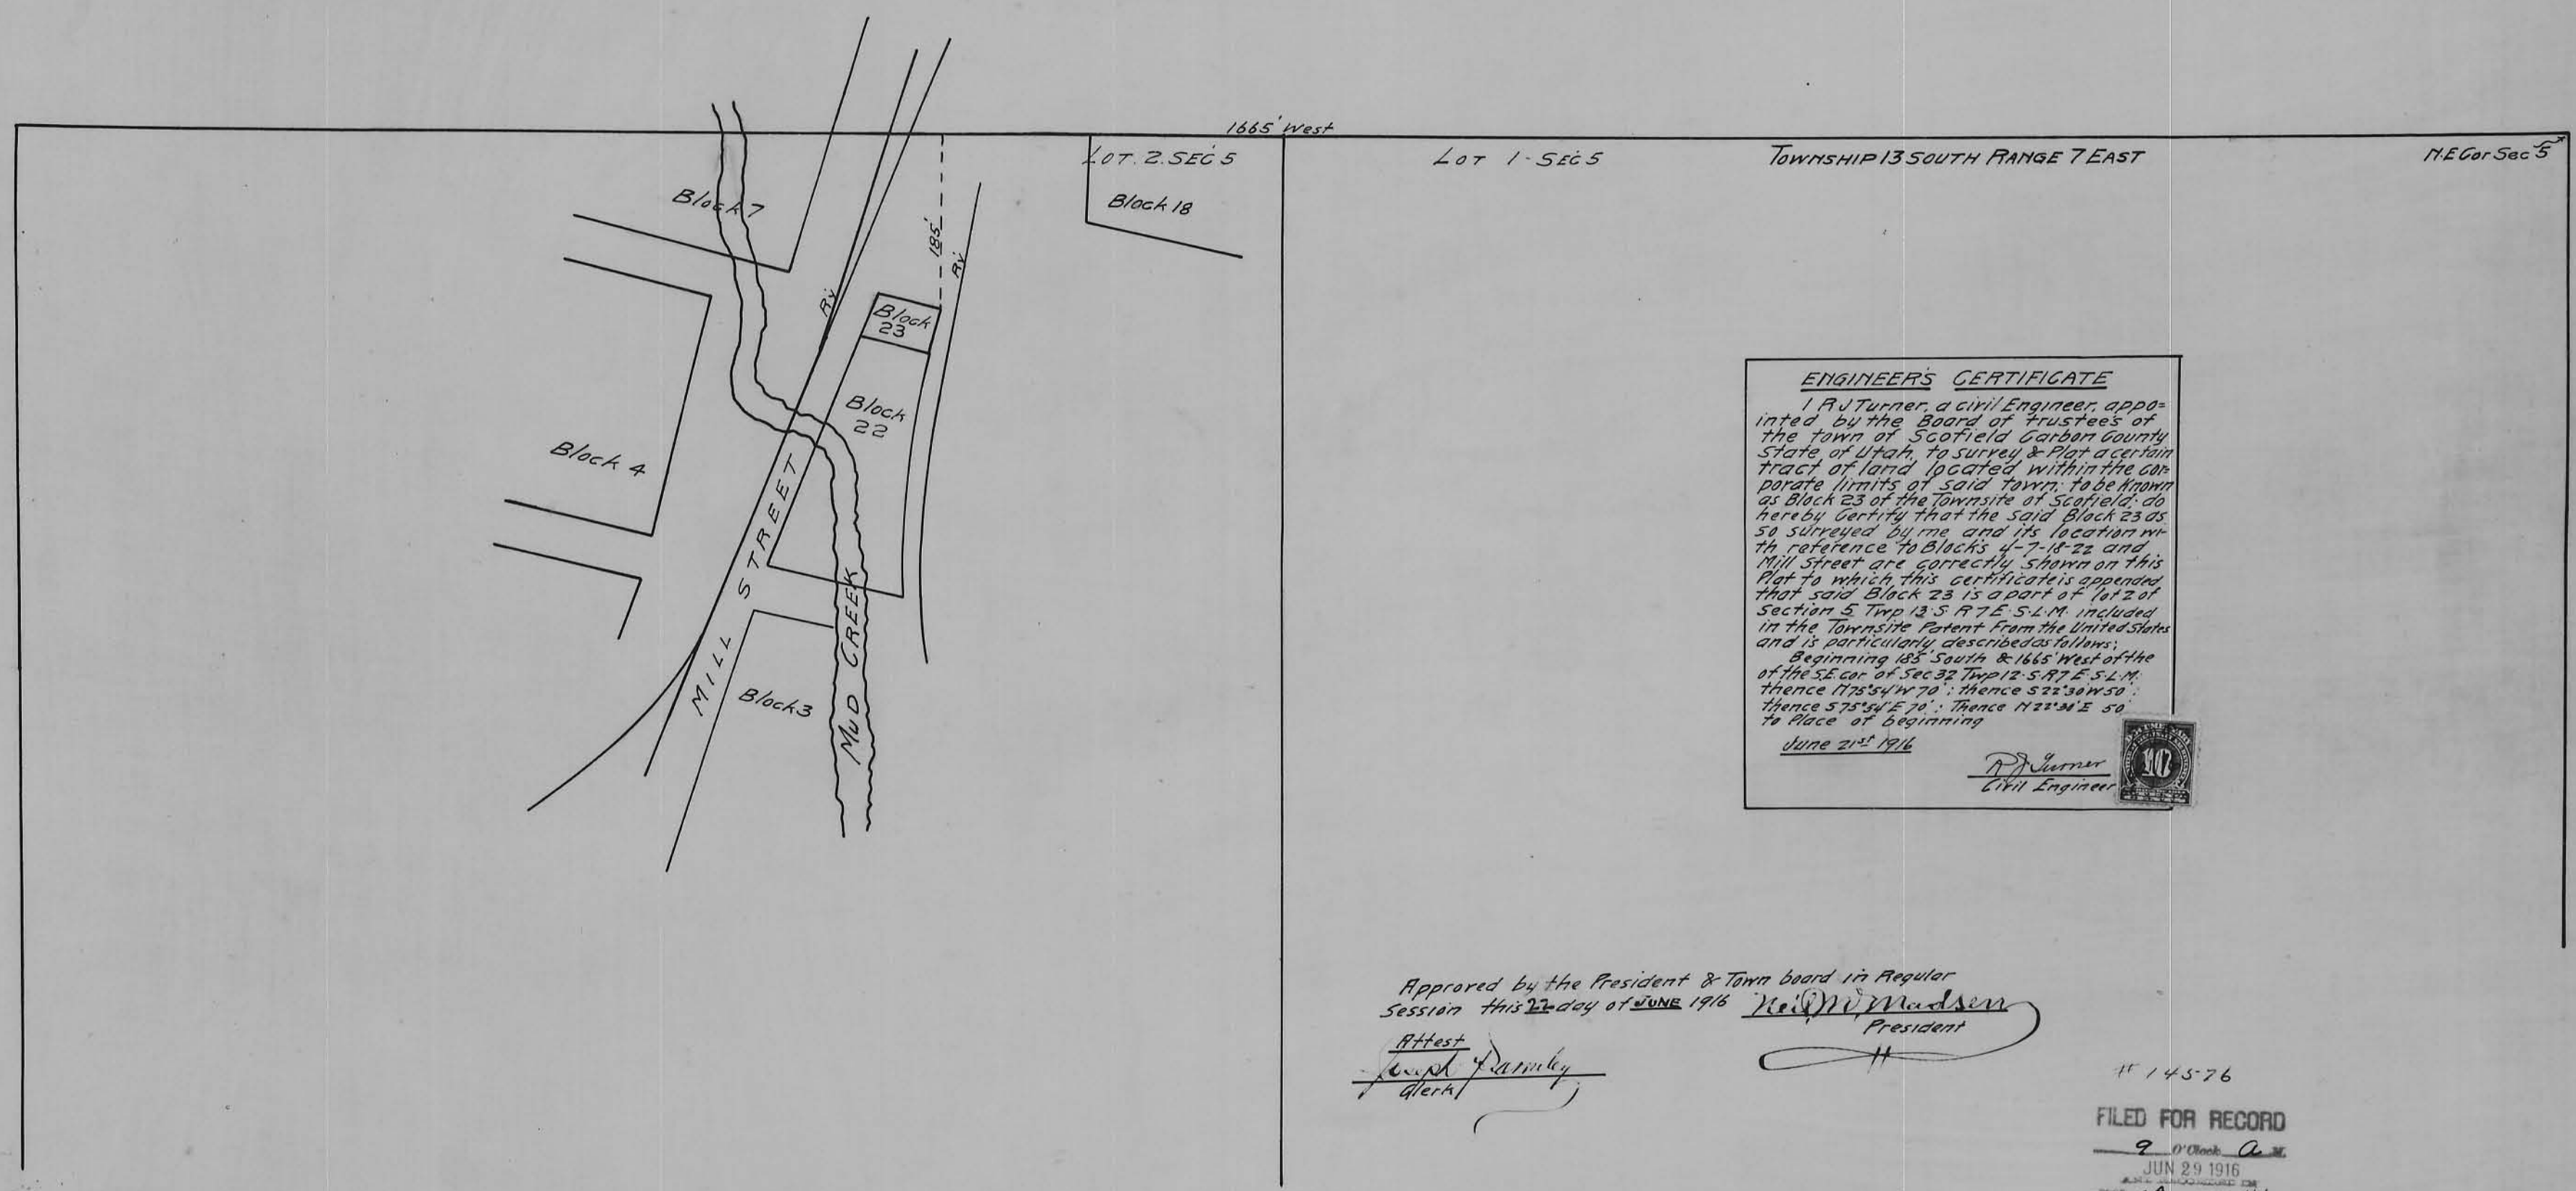 1665' West
LOT. 2. SEC 5
LOT 1 - SEC 5
TOWNSHIP 13 SOUTH RANGE 7 EAST
N.E Cor Sec 5
Block 7
Block 18
185'
Ry
Ry
Block
23
Block
22
Block 4
MILL STREET
MUD CREEK
Block 3
ENGINEER'S CERTIFICATE
I R J Turner, a civil Engineer, appo=
inted by the Board of trustee's of
the town of Scofield Carbon County
State of Utah, to survey & Plat a certain
tract of land located within the cor-
porate limits of said town; to be Known
as Block 23 of the Townsite of Scofield; do
hereby Certify that the said Block 23 as
so surveyed by me and its location wi-
th reference to Block's 4-7-18-22 and
Mill Street are correctly shown on this
Plat to which this certificate is appended
that said Block 23 is a part of lot 2 of
Section 5 Twp 13 S R 7 E. S. L. M. included
in the Townsite Patent From the United States
and is particularly described as follows;
Beginning 185' South & 1665' West of the
of the S.E. cor. of Sec 32 Twp 12 S. R 7 E. S. L. M.
thence N 75° 54' W 70'; thence S 22° 30' W 50';
thence S 75° 54' E 70'; Thence N 22° 30' E 50'
to Place of beginning
June 21st 1916
R J Turner
Civil Engineer
10
Approved by the President & Town board in Regular
Session this 22 day of JUNE 1916 Neil M. Madsen
President
Attest
Joseph Parmley
Clerk
# 14576
FILED FOR RECORD
9 O'Clock A M.
JUN 29 1916